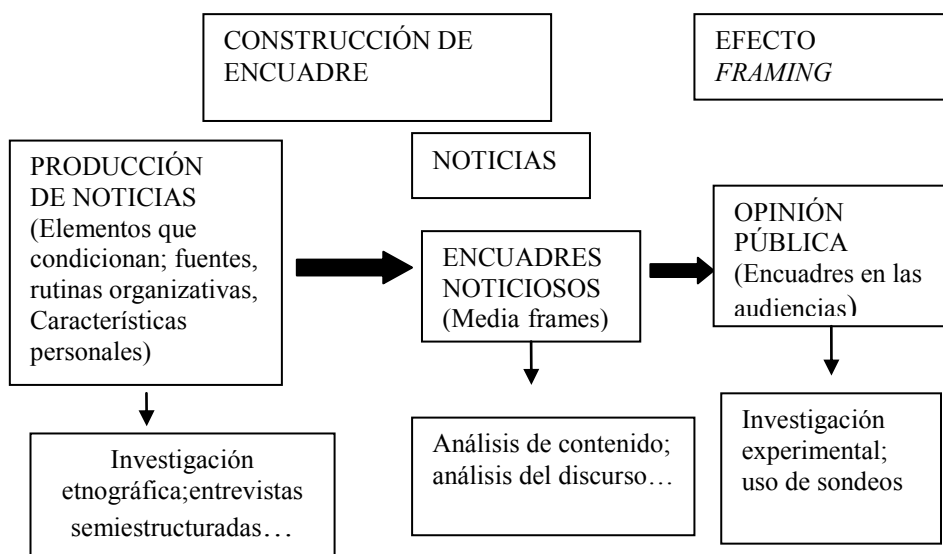 CONSTRUCCIÓN DE
ENCUADRE
EFECTO
FRAMING
NOTICIAS
PRODUCCIÓN
DE NOTICIAS
(Elementos que
condicionan; fuentes,
rutinas organizativas,
Características
personales)
ENCUADRES
NOTICIOSOS
(Media frames)
OPINIÓN
PÚBLICA
(Encuadres en las
audiencias)
Investigación
etnográfica;entrevistas
semiestructuradas…
Análisis de contenido;
análisis del discurso…
Investigación
experimental;
uso de sondeos